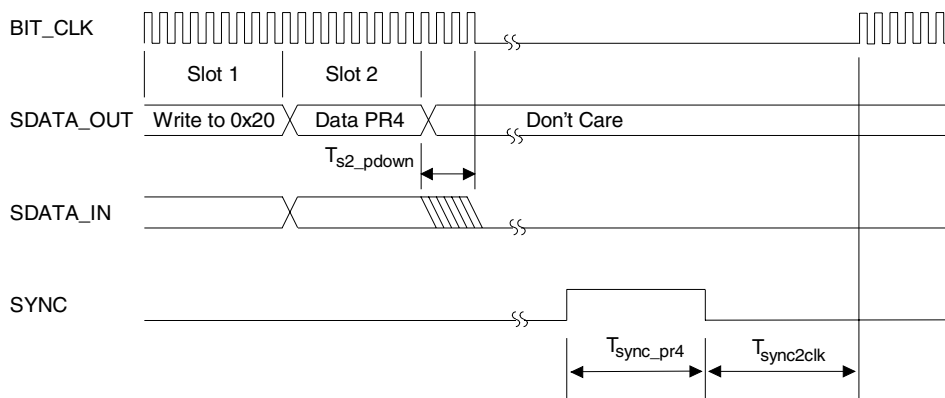 BIT_CLK
Slot 1 Slot 2
SDATA_OUT Write to 0x20 Data PR4 Don't Care
Ts2_pdown
SDATA_IN
SYNC
Tsync_pr4 Tsync2clk